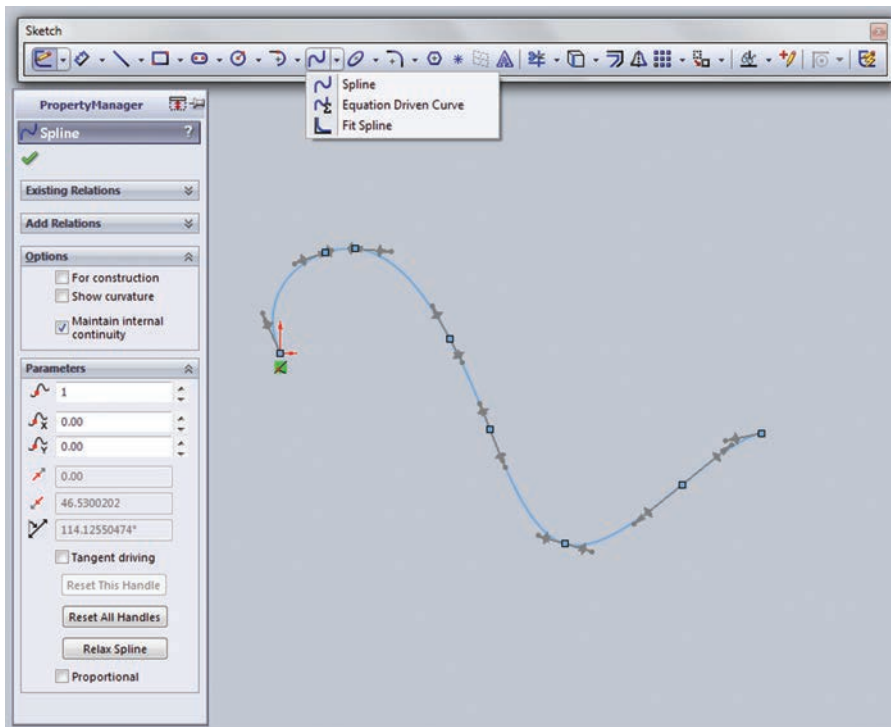 Sketch
Spline
Equation Driven Curve
Fit Spline
PropertyManager
Spline ?
Existing Relations
Add Relations
Options
For construction
Show curvature
Maintain internal
continuity
Parameters
1
X 0.00
Y 0.00
0.00
46.5300202
114.12550474°
Tangent driving
Reset This Handle
Reset All Handles
Relax Spline
Proportional